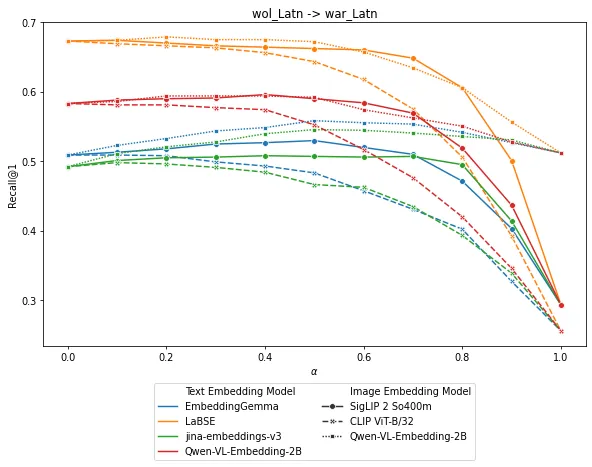 wol_Latn -> war_Latn
0.7
0.6
0.5
0.4
0.3
Recall@1
0.0 0.2 0.4 0.6 0.8 1.0
α
Text Embedding Model Image Embedding Model
EmbeddingGemma SigLIP 2 So400m
LaBSE CLIP ViT-B/32
jina-embeddings-v3 Qwen-VL-Embedding-2B
Qwen-VL-Embedding-2B